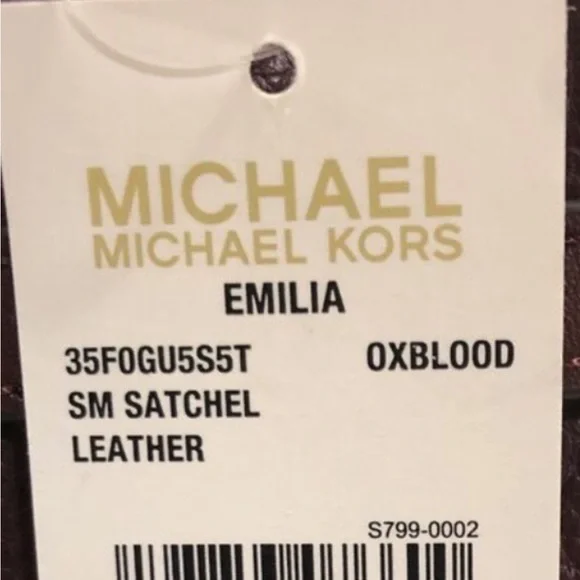 MICHAEL
MICHAEL KORS
EMILIA
35F0GU5S5T OXBLOOD
SM SATCHEL
LEATHER
S799-0002